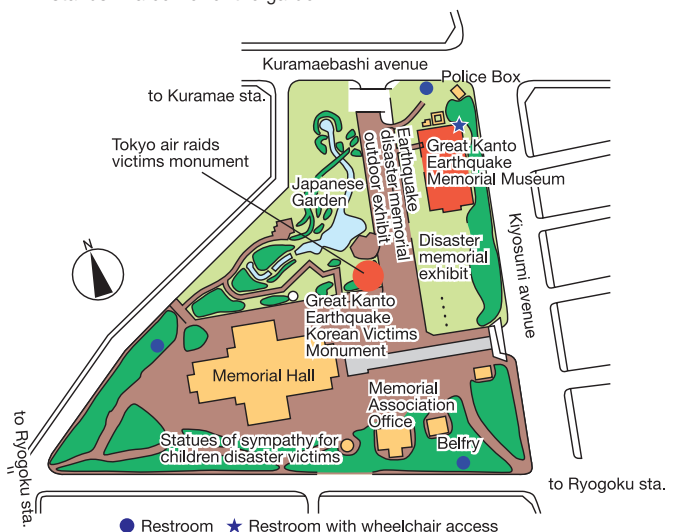 Kuramaebashi avenue
Police Box
to Kuramae sta.
Tokyo air raids
victims monument
Japanese
Garden
Earthquake
disaster memorial
outdoor exhibit
Great Kanto
Earthquake
Memorial Museum
Kiyosumi avenue
N
Disaster
memorial
exhibit
Great Kanto
Earthquake
Korean Victims
Monument
Memorial Hall
Memorial
Association
Office
Statues of sympathy for
children disaster victims
Belfry
to Ryogoku sta.
to Ryogoku sta.
Restroom
Restroom with wheelchair access